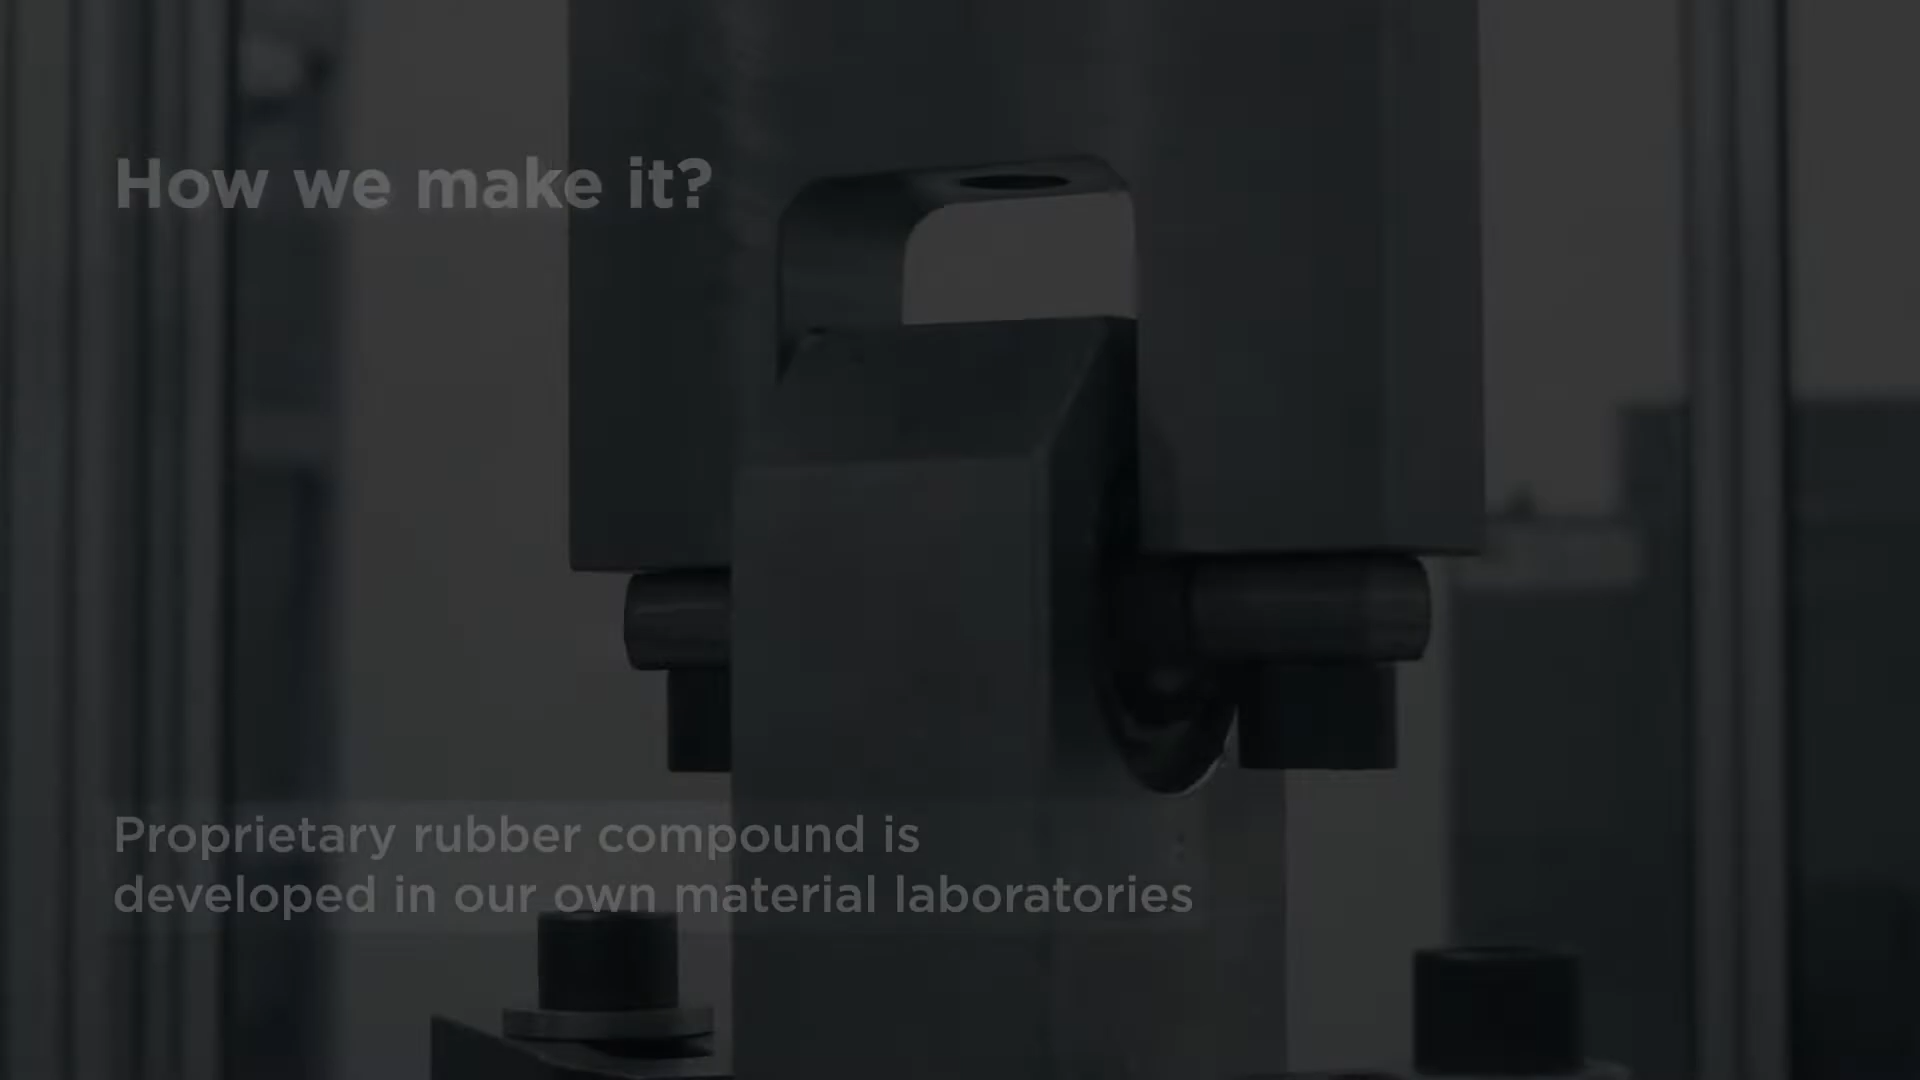 How we make it?
Proprietary rubber compound is
developed in our own material laboratories